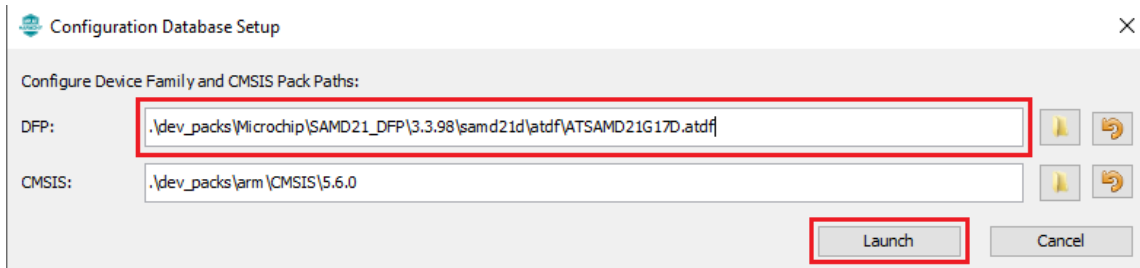 Configuration Database Setup
Configure Device Family and CMSIS Pack Paths:
DFP:
.\dev_packs\Microchip\SAMD21_DFP\3.3.98\samd21d\atdf\ATSAMD21G17D.atdf
CMSIS:
.\dev_packs\arm\CMSIS\5.6.0
Launch
Cancel